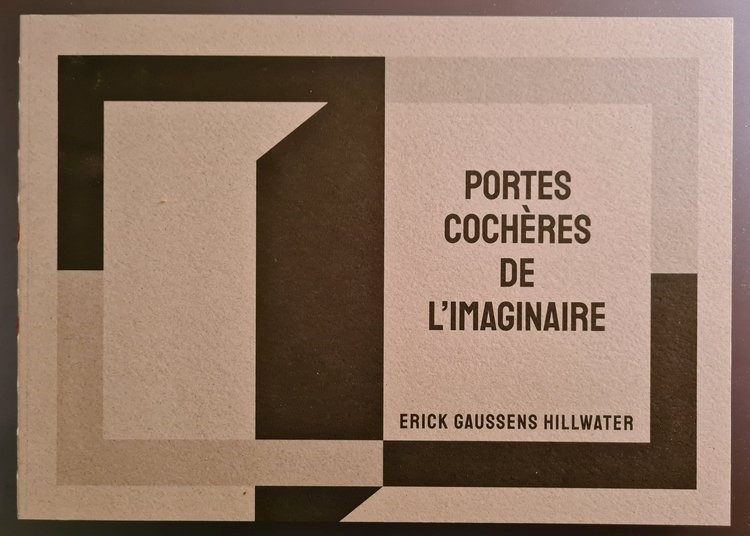 PORTES
COCHÈRES
DE
L'IMAGINAIRE
ERICK GAUSSENS HILLWATER